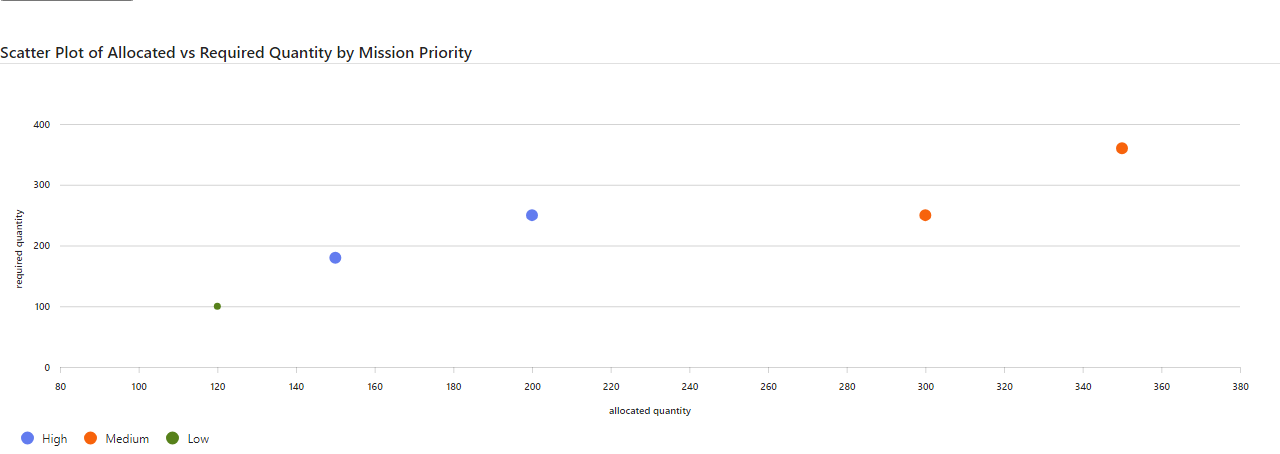 Scatter Plot of Allocated vs Required Quantity by Mission Priority
400
300
200
100
0
required quantity
80 100 120 140 160 180 200 220 240 260 280 300 320 340 360 380
allocated quantity
High Medium Low